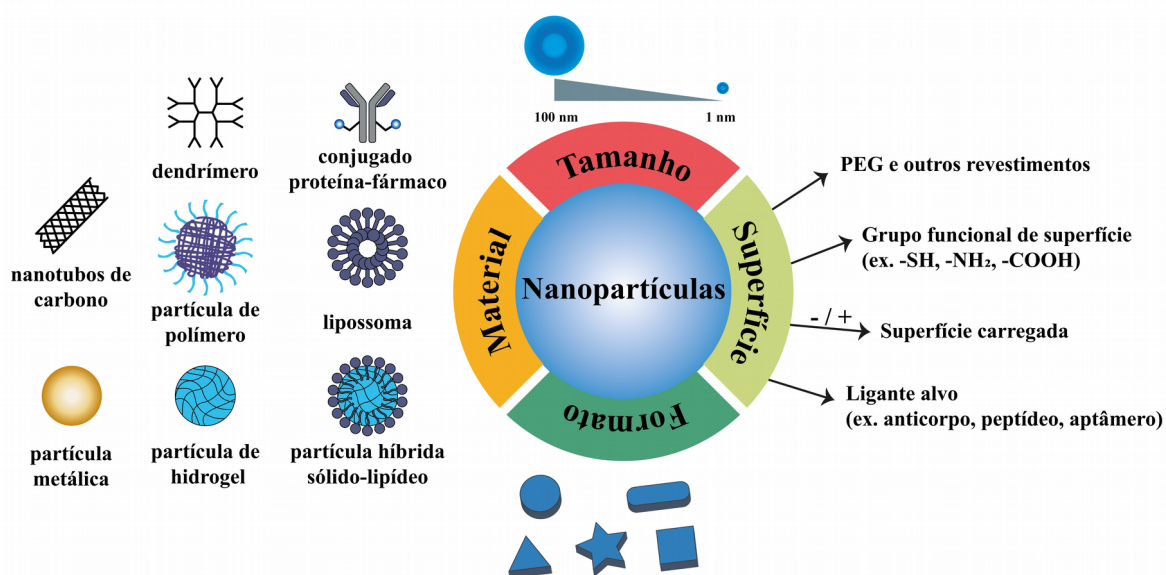 dendrímero
conjugado
proteína-fármaco
nanotubos de
carbono
partícula de
polímero
lipossoma
partícula
metálica
partícula de
hidrogel
partícula híbrida
sólido-lipídeo
100 nm
1 nm
Tamanho
Material
Superfície
Formato
Nanopartículas
PEG e outros revestimentos
Grupo funcional de superfície
(ex. -SH, -NH₂, -COOH)
- / +
Superfície carregada
Ligante alvo
(ex. anticorpo, peptídeo, aptâmero)